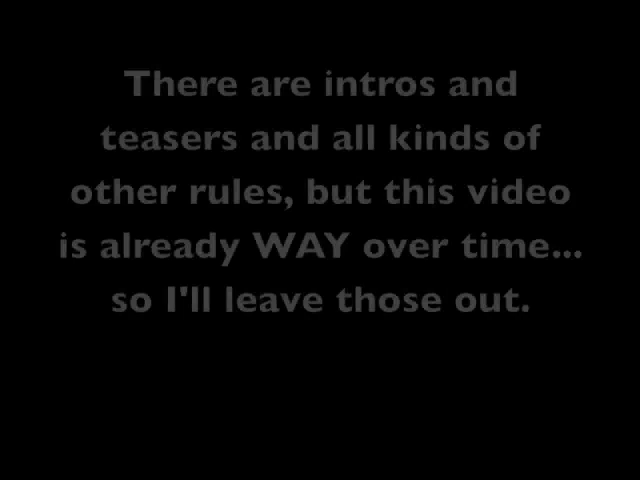 There are intros and
teasers and all kinds of
other rules, but this video
is already WAY over time...
so I'll leave those out.